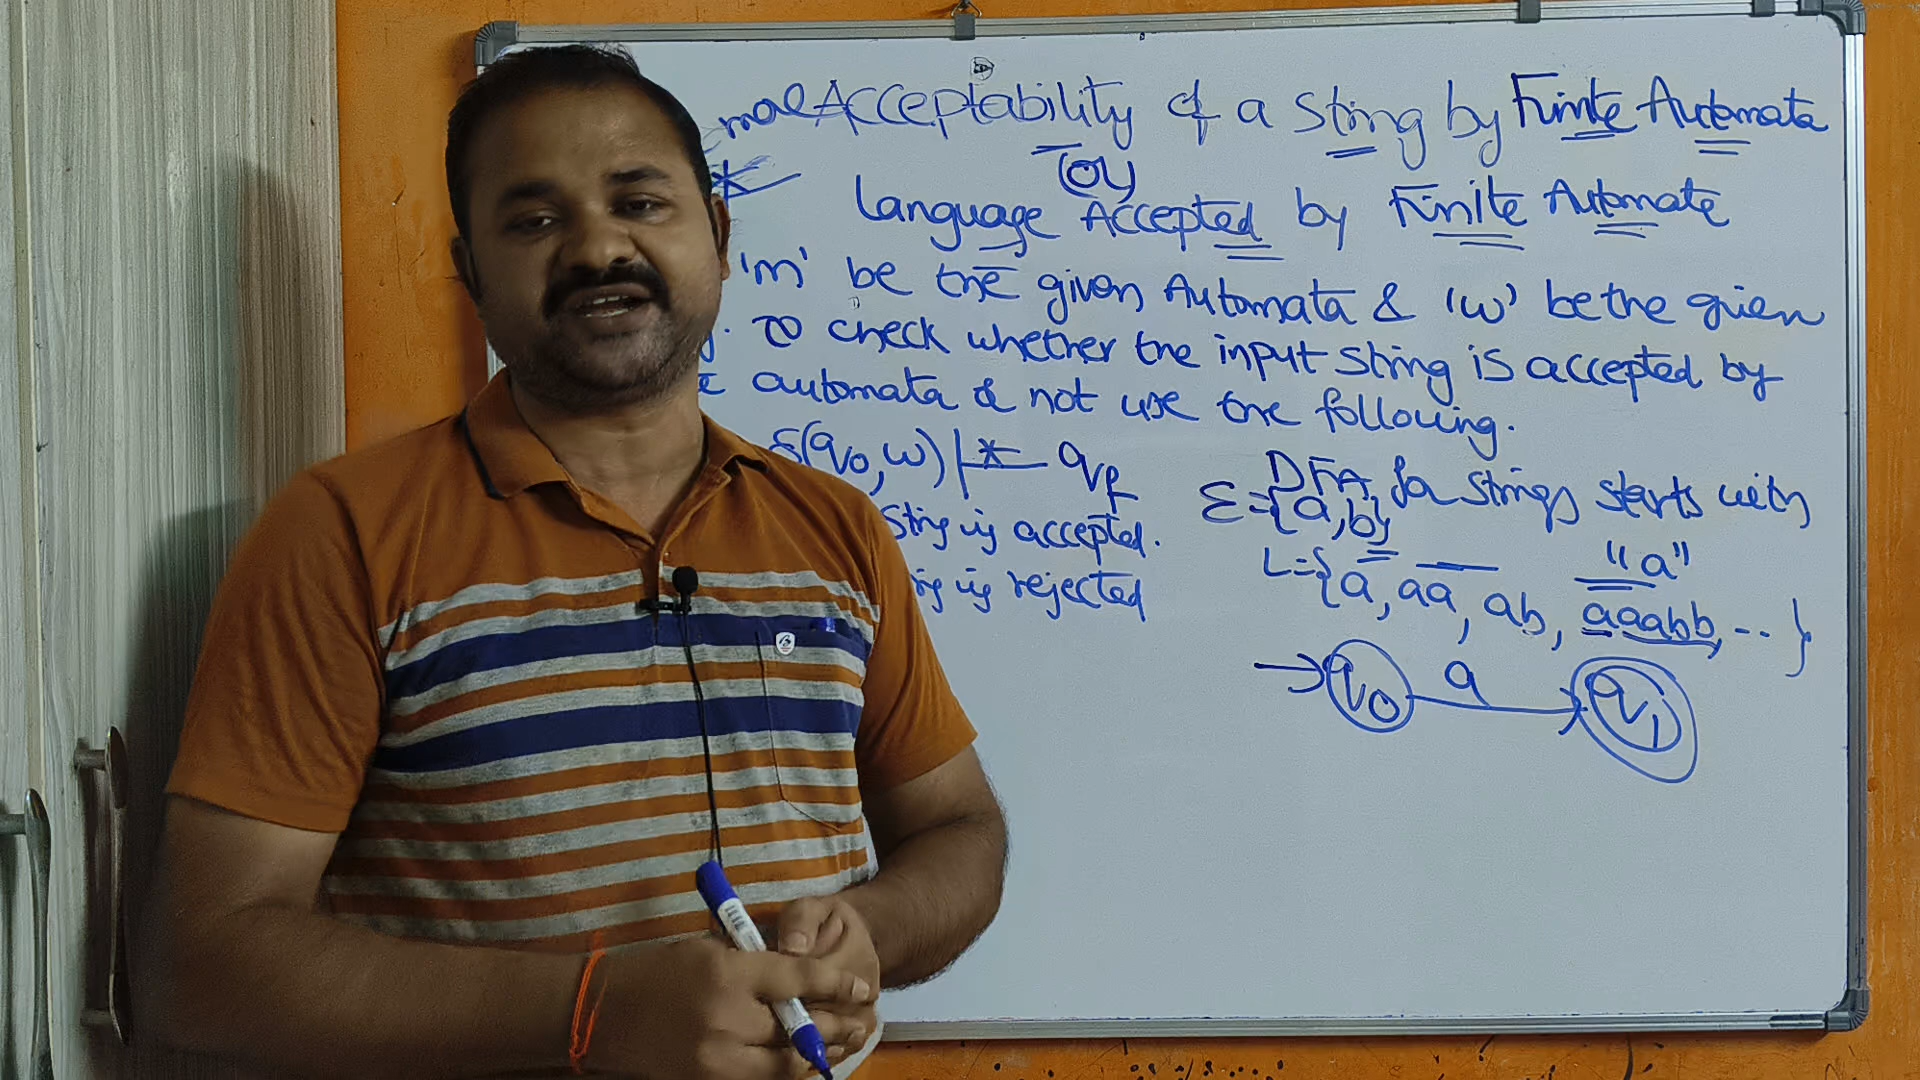 Acceptability of a String by Finite Automata
(or)
Language Accepted by Finite Automate
'm' be the given Automata & 'w' be the given
. To check whether the input string is accepted by
automata or not use the following.
δ(q0, w) |* qf
String is accepted.
is rejected
DFA for strings starts with
Σ={a,b}
"a"
L={a, aa, ab, aaabb, -- }
q0 a q1